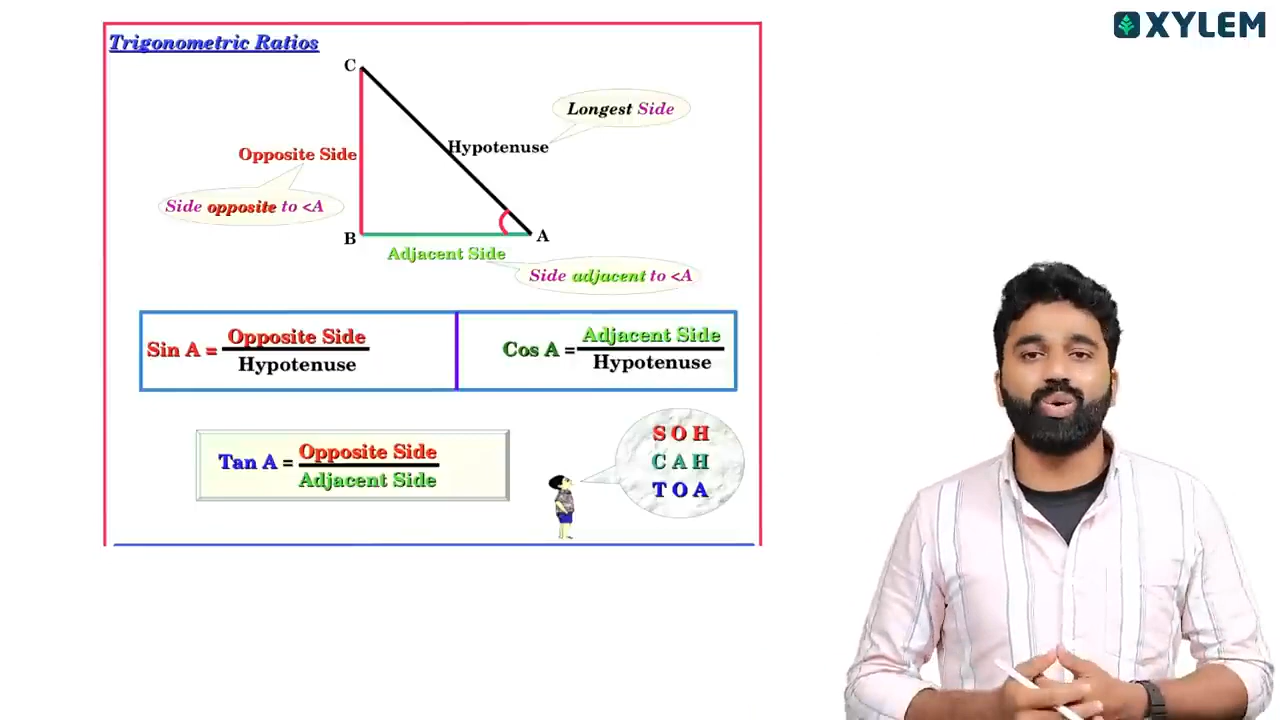 Trigonometric Ratios
XYLEM
C
Longest Side
Hypotenuse
Opposite Side
Side opposite to <A
B
A
Adjacent Side
Side adjacent to <A
Sin A = Opposite Side
Hypotenuse
Cos A = Adjacent Side
Hypotenuse
Tan A = Opposite Side
Adjacent Side
S O H
C A H
T O A